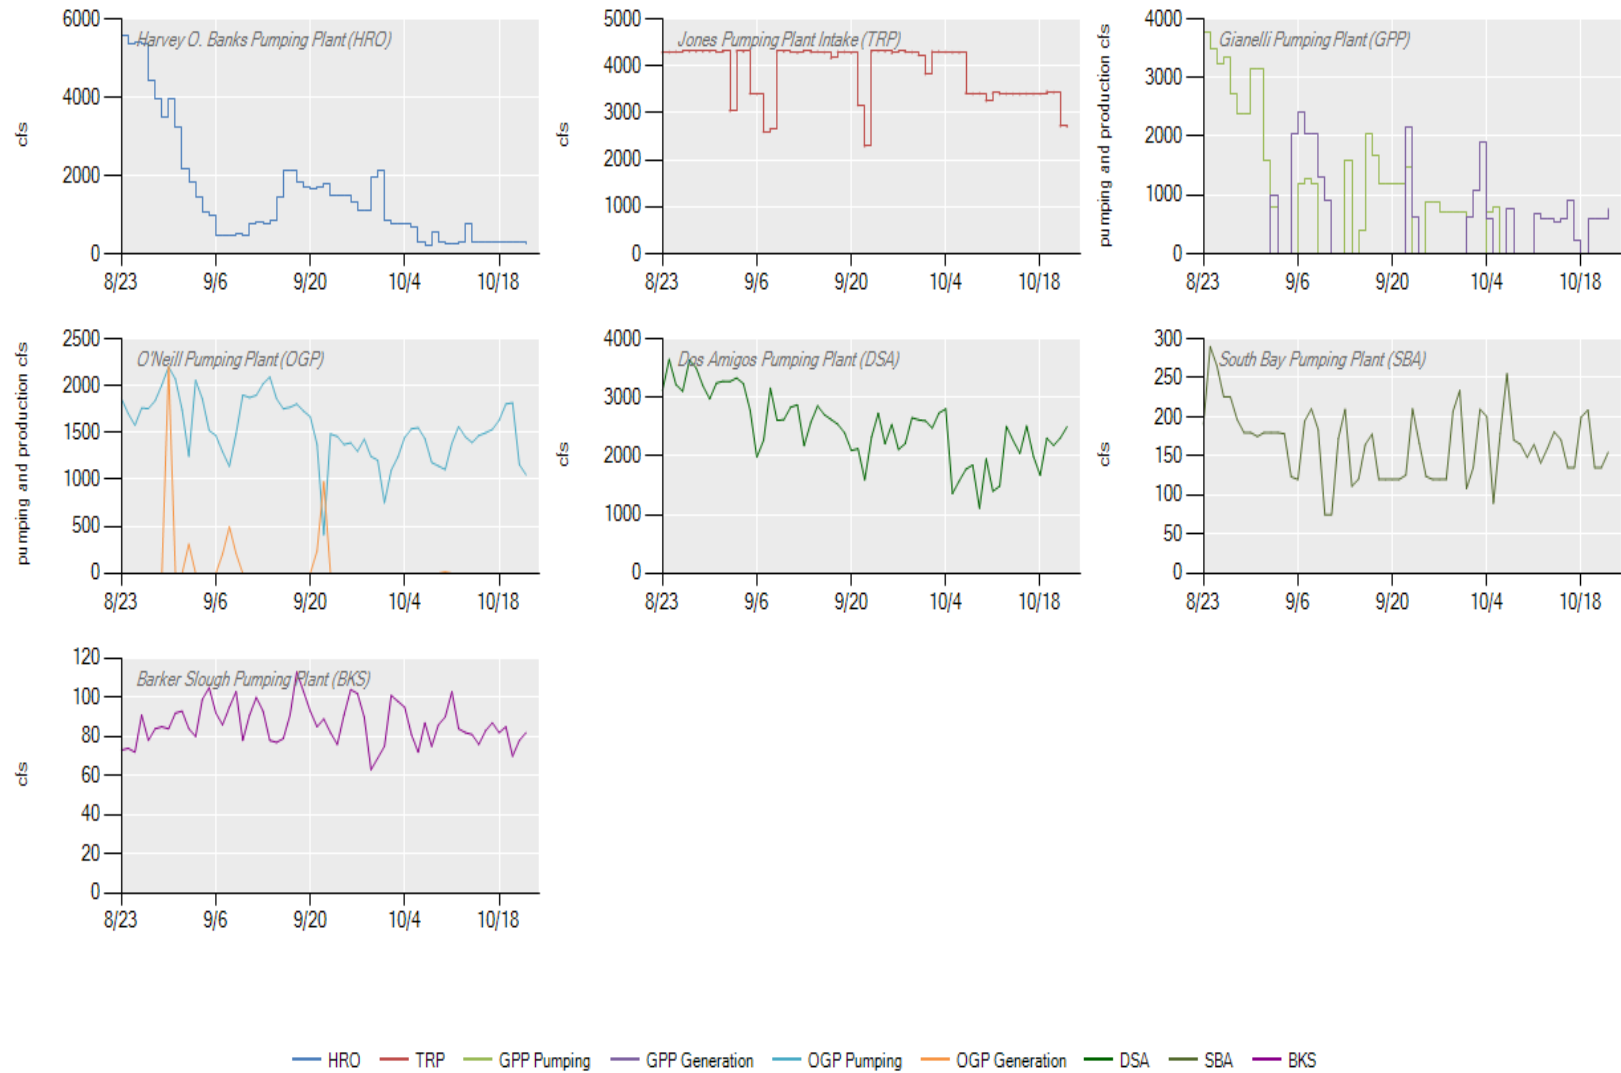 Harvey O. Banks Pumping Plant (HRO)
cfs
6000
4000
2000
0
8/23 9/6 9/20 10/4 10/18
Jones Pumping Plant Intake (TRP)
cfs
5000
4000
3000
2000
1000
0
8/23 9/6 9/20 10/4 10/18
Gianelli Pumping Plant (GPP)
pumping and production cfs
4000
3000
2000
1000
0
8/23 9/6 9/20 10/4 10/18
O'Neill Pumping Plant (OGP)
pumping and production cfs
2500
2000
1500
1000
500
0
8/23 9/6 9/20 10/4 10/18
Dos Amigos Pumping Plant (DSA)
cfs
4000
3000
2000
1000
0
8/23 9/6 9/20 10/4 10/18
South Bay Pumping Plant (SBA)
cfs
300
250
200
150
100
50
0
8/23 9/6 9/20 10/4 10/18
Barker Slough Pumping Plant (BKS)
cfs
120
100
80
60
40
20
0
8/23 9/6 9/20 10/4 10/18
HRO TRP GPP Pumping GPP Generation OGP Pumping OGP Generation DSA SBA BKS